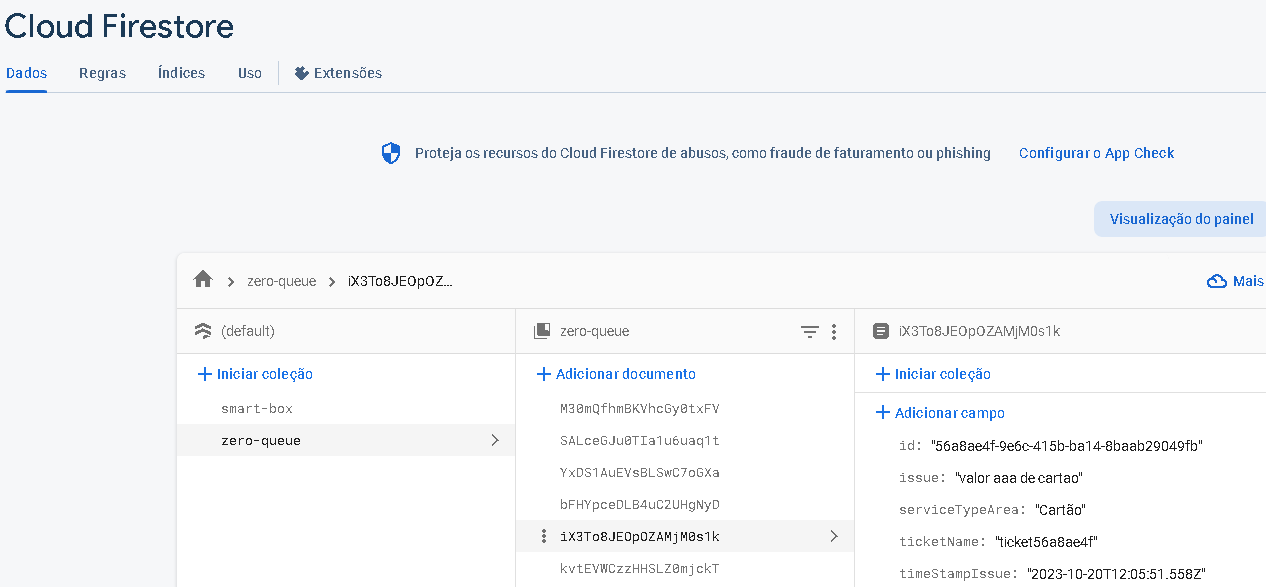 Cloud Firestore
Dados Regras Índices Uso Extensões
Proteja os recursos do Cloud Firestore de abusos, como fraude de faturamento ou phishing Configurar o App Check
Visualização do painel
zero-queue iX3To8JEOpOZ... Mais
(default)
Iniciar coleção
smart-box
zero-queue
zero-queue
Adicionar documento
M30mQfhmBKVhcGy0txFV
SALceGJu0TIa1u6uaq1t
YxDS1AuEVsBLSwC7oGXa
bFHYpceDLB4uC2UHgNyD
iX3To8JEOpOZAMjM0s1k
kvtEVWCzzHHSLZ0mjckT
iX3To8JEOpOZAMjM0s1k
Iniciar coleção
Adicionar campo
id: "56a8ae4f-9e6c-415b-ba14-8baab29049fb"
issue: "valor aaa de cartao"
serviceTypeArea: "Cartão"
ticketName: "ticket56a8ae4f"
timeStampIssue: "2023-10-20T12:05:51.558Z"